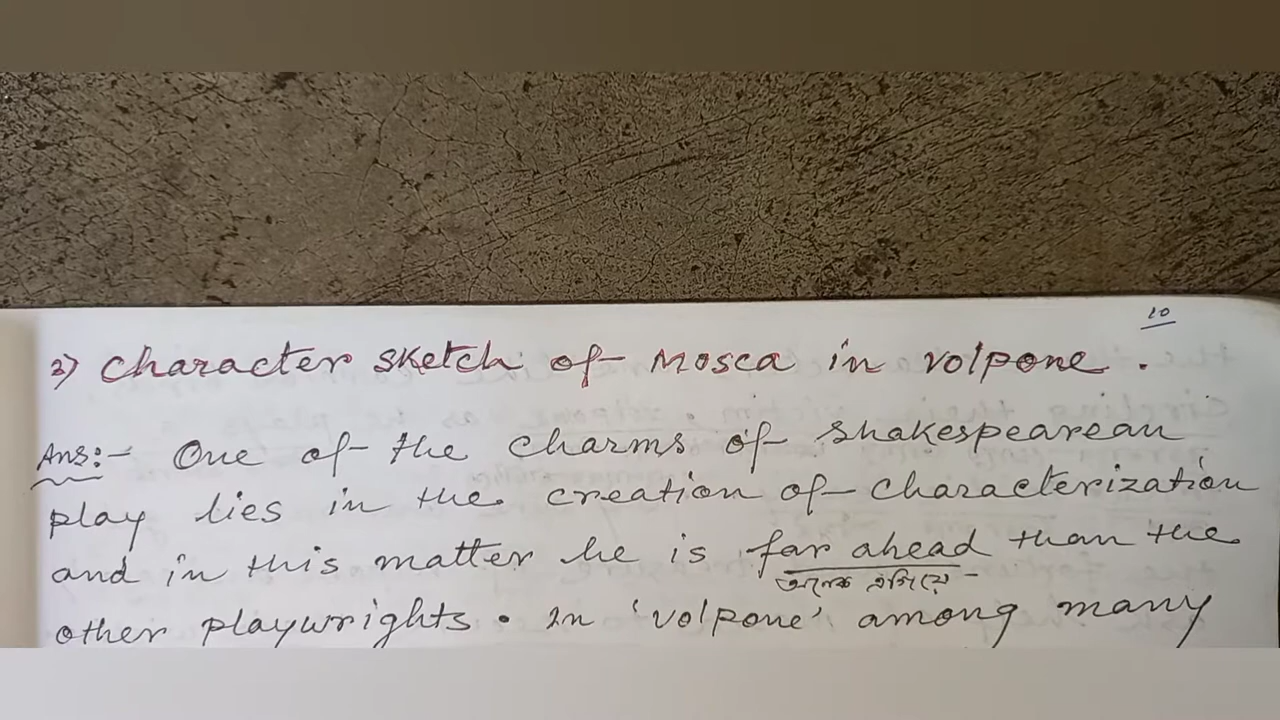 10
3) Character sketch of Mosca in Volpone.
Ans:- One of the charms of Shakespearean
play lies in the creation of characterization
and in this matter he is far ahead than the
অনেক এগিয়ে
other playwrights. In 'Volpone' among many